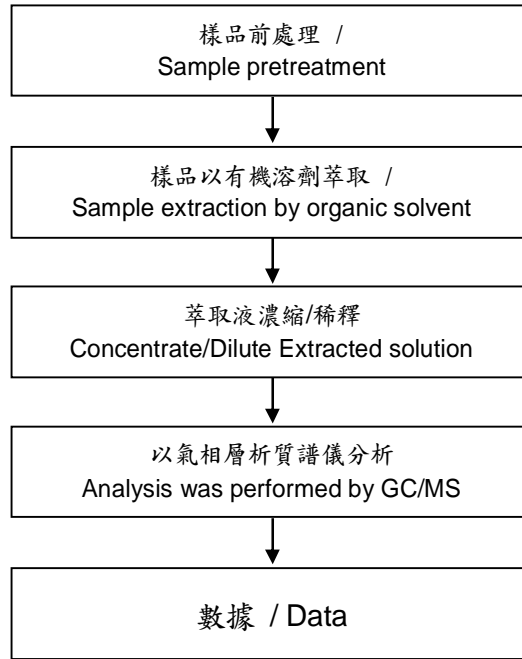 樣品前處理 /
Sample pretreatment
樣品以有機溶劑萃取 /
Sample extraction by organic solvent
萃取液濃縮/稀釋
Concentrate/Dilute Extracted solution
以氣相層析質譜儀分析
Analysis was performed by GC/MS
數據 / Data